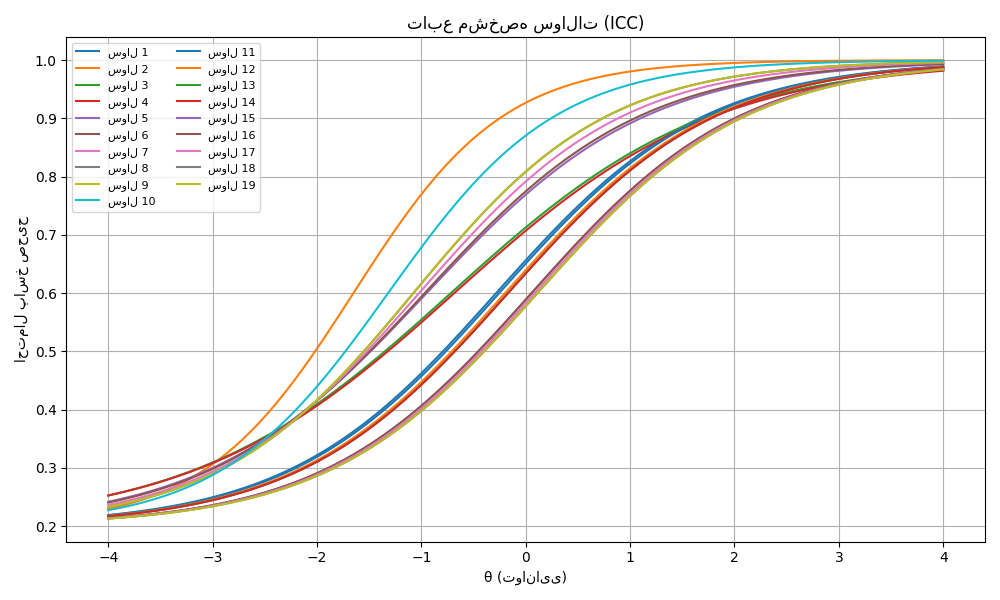 تابع مشخصه سوالات (ICC)
احتمال پاسخ صحیح
1.0
0.9
0.8
0.7
0.6
0.5
0.4
0.3
0.2
سوال 1
سوال 2
سوال 3
سوال 4
سوال 5
سوال 6
سوال 7
سوال 8
سوال 9
سوال 10
سوال 11
سوال 12
سوال 13
سوال 14
سوال 15
سوال 16
سوال 17
سوال 18
سوال 19
−4 −3 −2 −1 0 1 2 3 4
θ (توانایی)